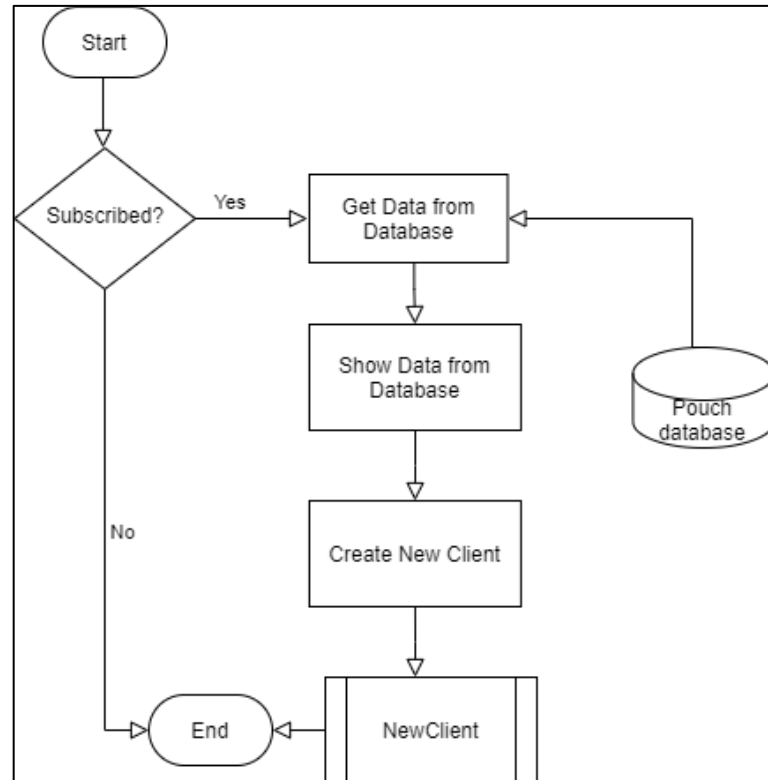 Start
Subscribed?
Yes
Get Data from
Database
Show Data from
Database
Pouch
database
No
Create New Client
End
NewClient